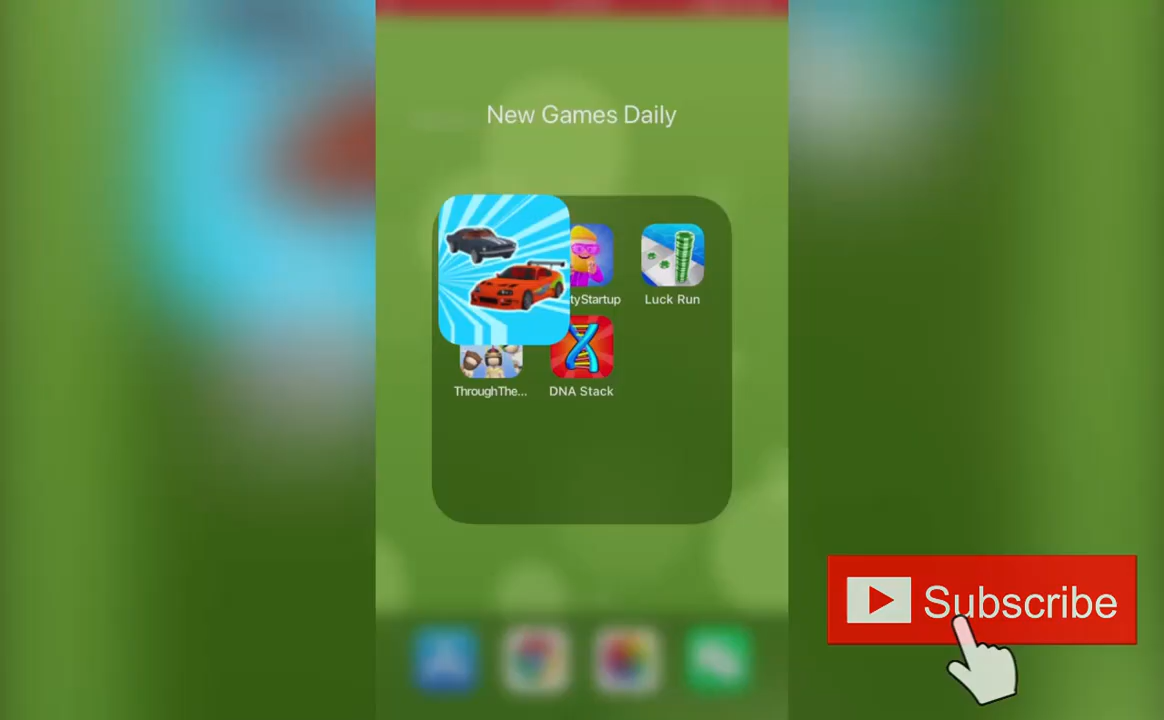 New Games Daily
tyStartup
Luck Run
ThroughThe...
DNA Stack
Subscribe